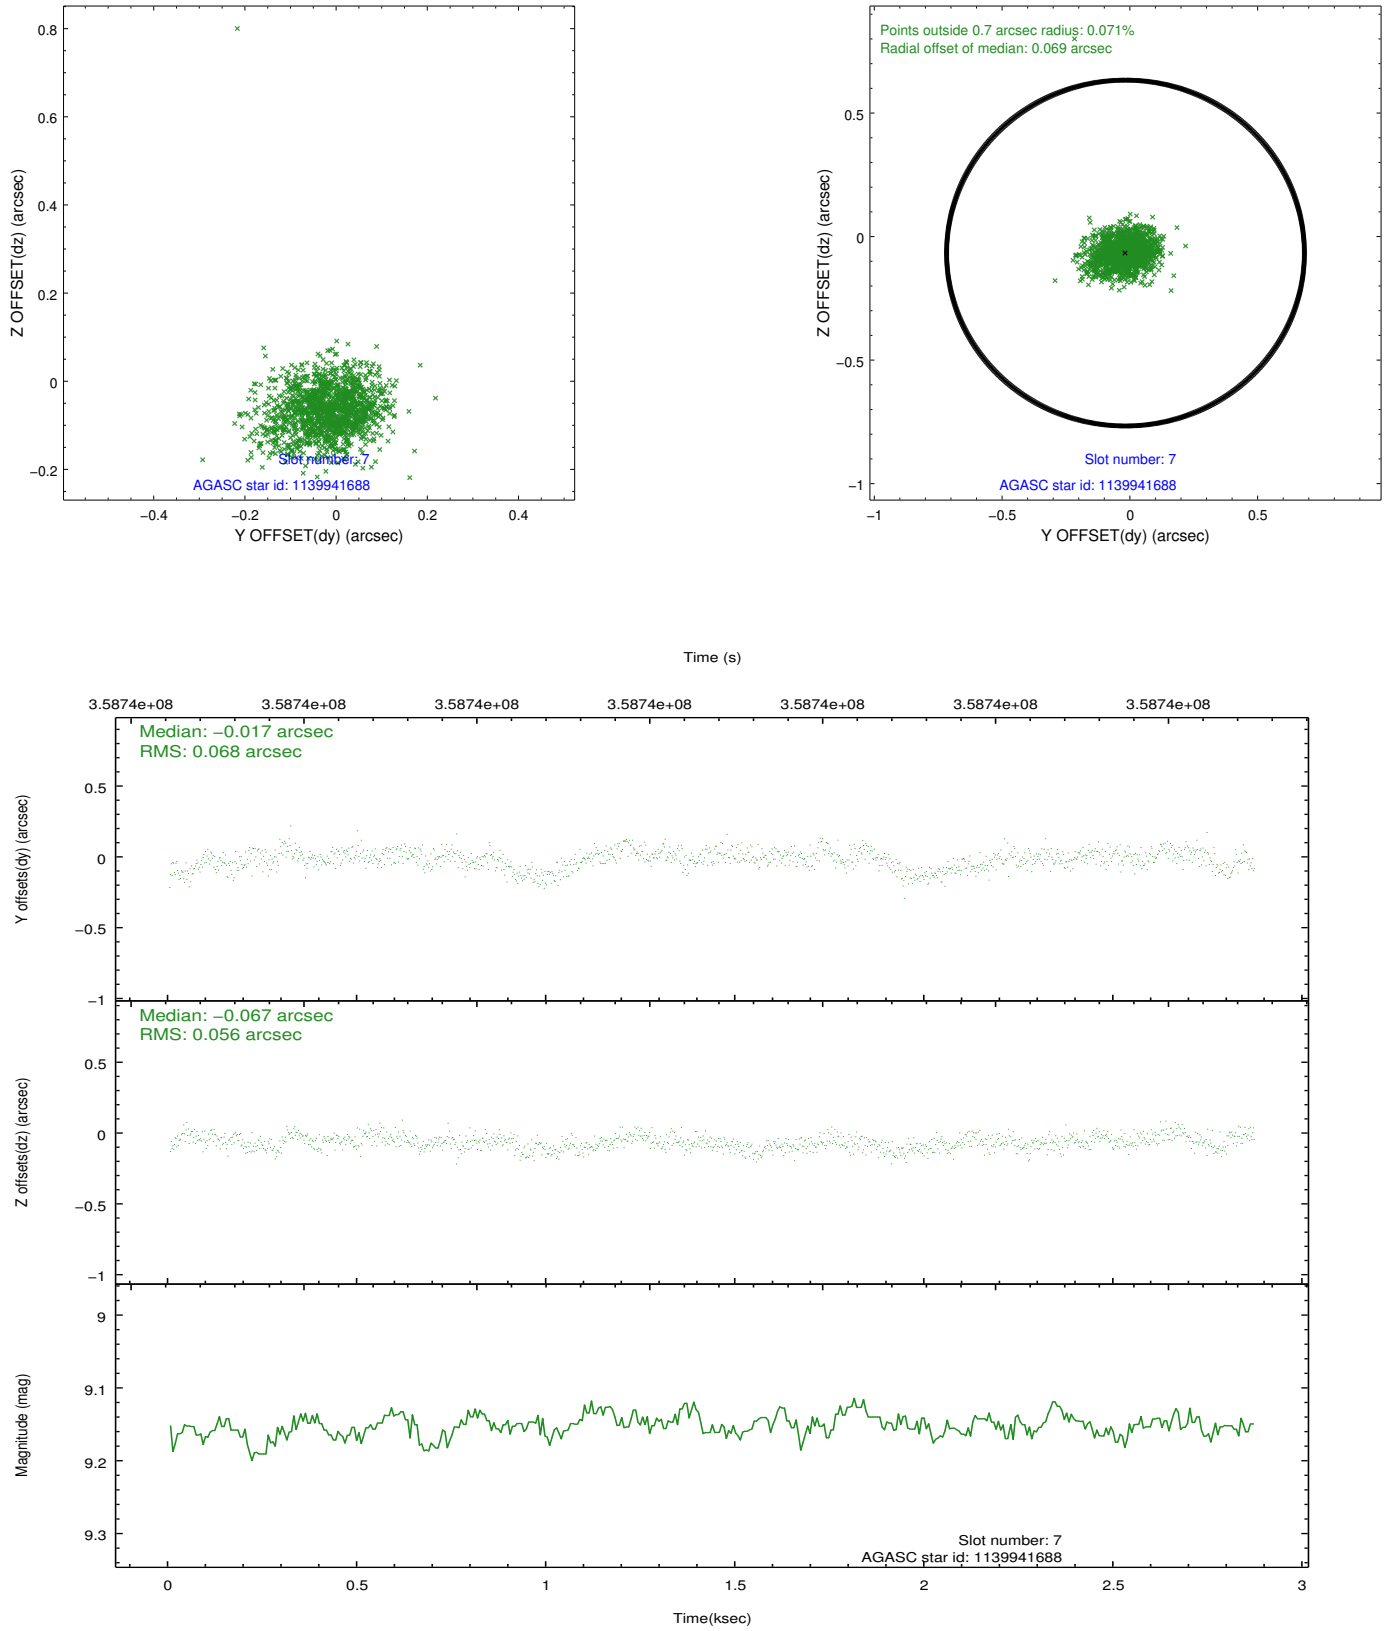 0.8
0.6
0.4
0.2
0
−0.2
−0.4
−0.2
0
0.2
0.4
Z OFFSET(dz) (arcsec)
Y OFFSET(dy) (arcsec)
Slot number: 7
AGASC star id: 1139941688
Points outside 0.7 arcsec radius: 0.071%
Radial offset of median: 0.069 arcsec
0.5
0
−0.5
−1
−1
−0.5
0
0.5
Z OFFSET(dz) (arcsec)
Y OFFSET(dy) (arcsec)
Slot number: 7
AGASC star id: 1139941688
Time (s)
3.5874e+08 3.5874e+08 3.5874e+08 3.5874e+08 3.5874e+08 3.5874e+08 3.5874e+08
Median: −0.017 arcsec
RMS: 0.068 arcsec
0.5
0
−0.5
−1
Y offsets(dy) (arcsec)
Median: −0.067 arcsec
RMS: 0.056 arcsec
0.5
0
−0.5
−1
Z offsets(dz) (arcsec)
9
9.1
9.2
9.3
Magnitude (mag)
Slot number: 7
AGASC star id: 1139941688
0 0.5 1 1.5 2 2.5 3
Time(ksec)